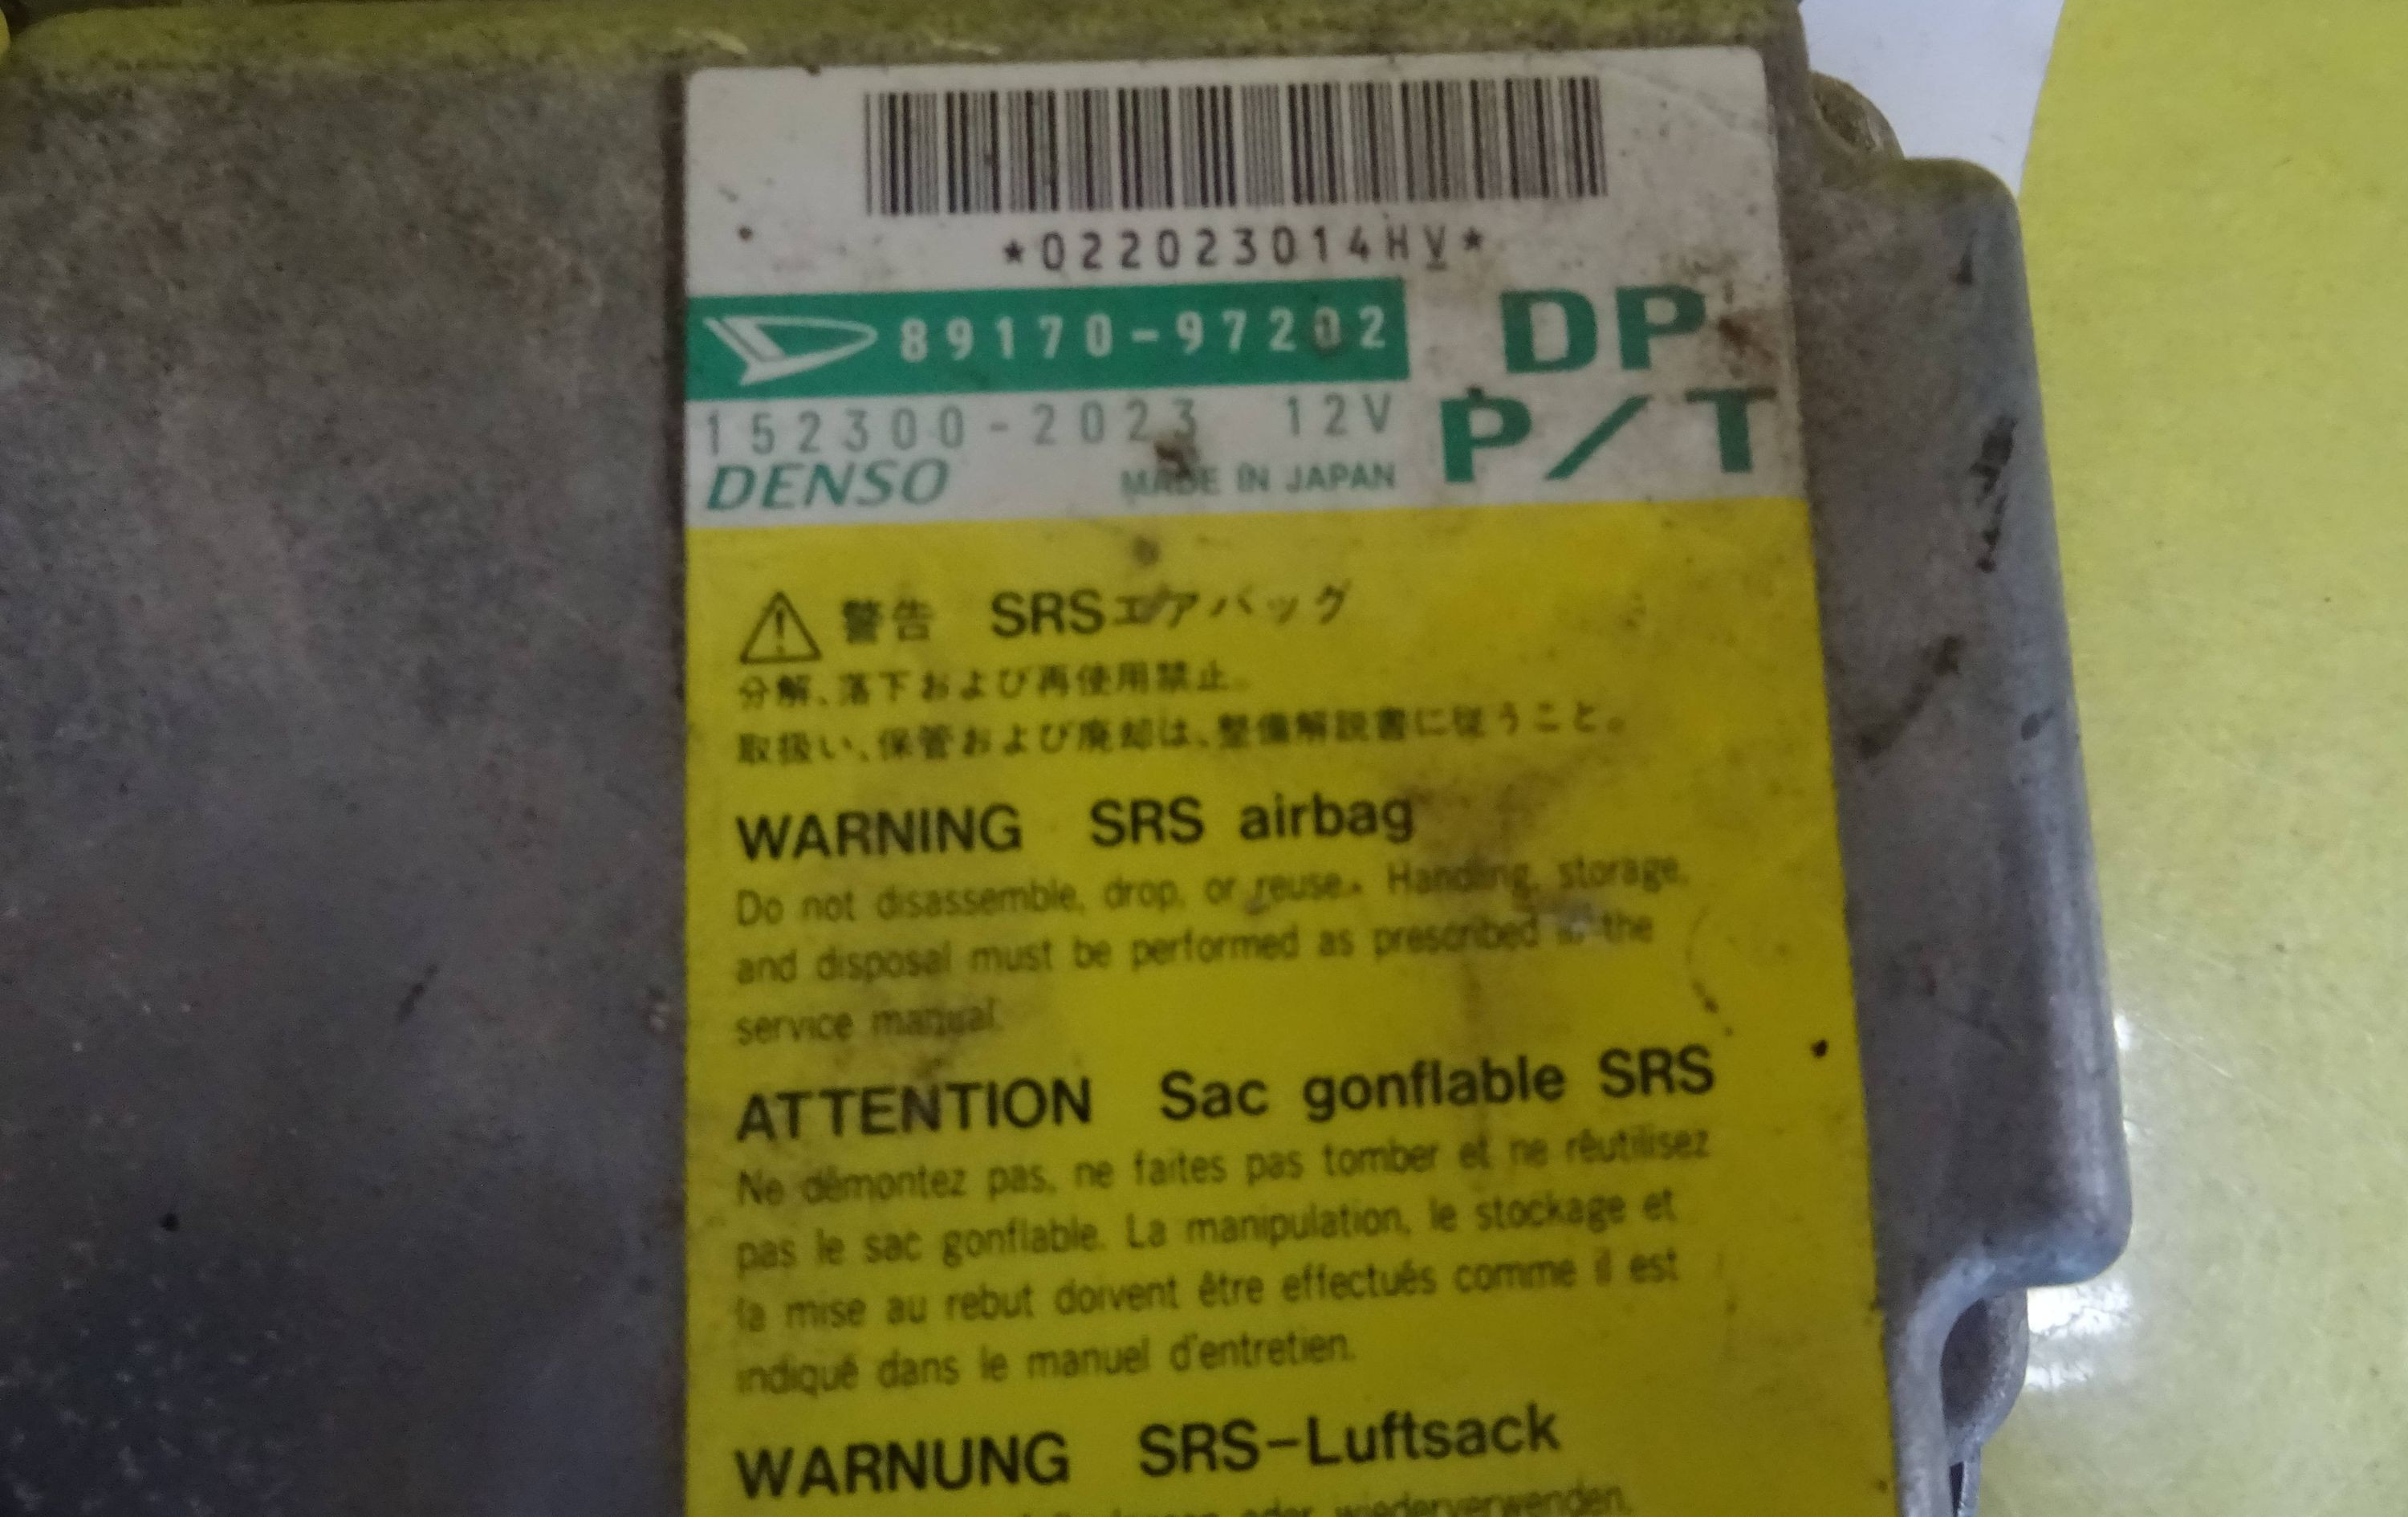 *022023014HV*
89170-97202
DP
152300-2023 12V
P/T
DENSO MADE IN JAPAN
警告 SRSエアバッグ
分解、落下および再使用禁止。
取扱い、保管および廃却は、整備解説書に従うこと。
WARNING SRS airbag
Do not disassemble, drop, or reuse. Handling, storage,
and disposal must be performed as prescribed in the
service manual.
ATTENTION Sac gonflable SRS
Ne démontez pas, ne faites pas tomber et ne réutilisez
pas le sac gonflable. La manipulation, le stockage et
la mise au rebut doivent être effectués comme il est
indiqué dans le manuel d'entretien.
WARNUNG SRS-Luftsack
oder wiederverwenden.